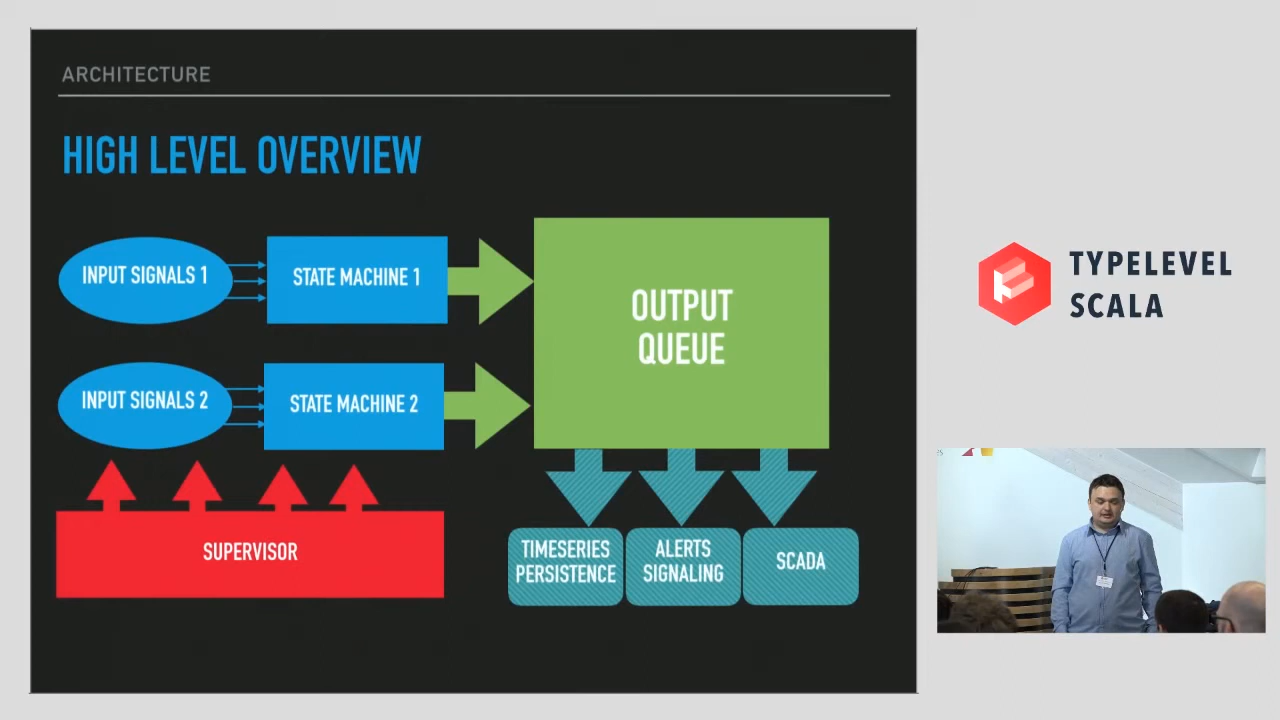 ARCHITECTURE
HIGH LEVEL OVERVIEW
INPUT SIGNALS 1
STATE MACHINE 1
OUTPUT
QUEUE
INPUT SIGNALS 2
STATE MACHINE 2
SUPERVISOR
TIMESERIES
PERSISTENCE
ALERTS
SIGNALING
SCADA
TYPELEVEL
SCALA